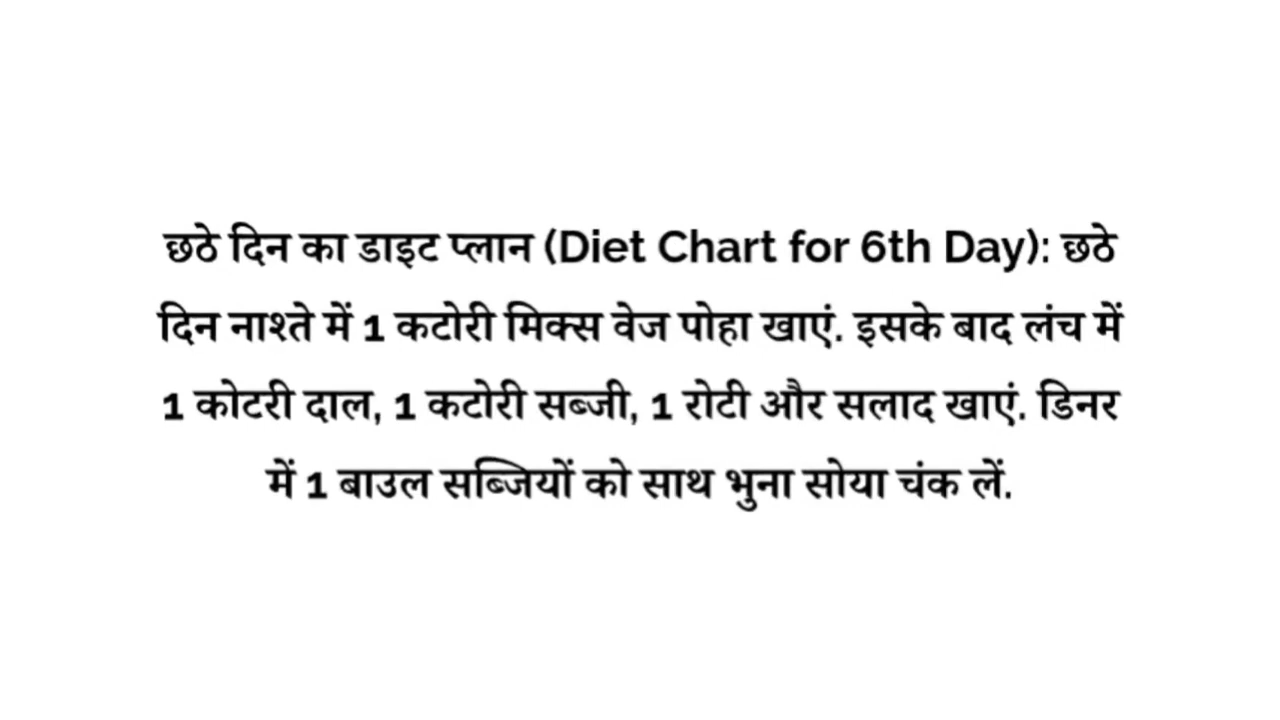 छठे दिन का डाइट प्लान (Diet Chart for 6th Day): छठे
दिन नाश्ते में 1 कटोरी मिक्स वेज पोहा खाएं. इसके बाद लंच में
1 कोटरी दाल, 1 कटोरी सब्जी, 1 रोटी और सलाद खाएं. डिनर
में 1 बाउल सब्जियों को साथ भुना सोया चंक लें.